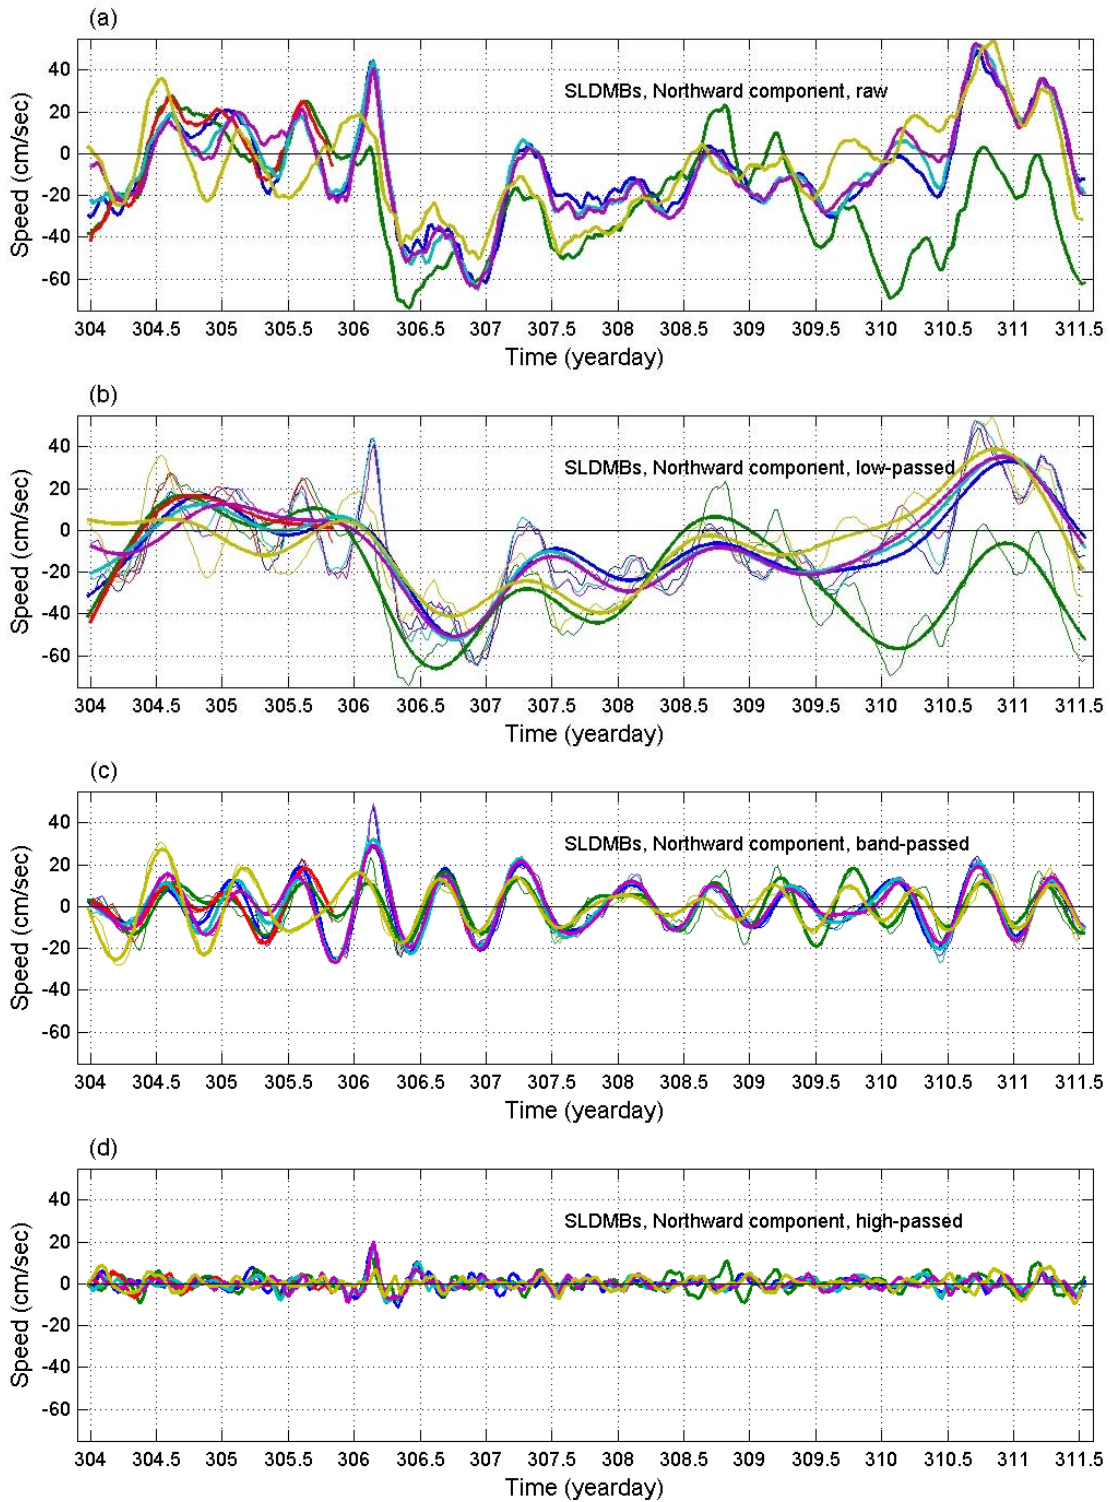 (a)
SLDMBs, Northward component, raw
Speed (cm/sec)
40
20
0
-20
-40
-60
304 304.5 305 305.5 306 306.5 307 307.5 308 308.5 309 309.5 310 310.5 311 311.5
Time (yearday)
(b)
SLDMBs, Northward component, low-passed
Speed (cm/sec)
40
20
0
-20
-40
-60
304 304.5 305 305.5 306 306.5 307 307.5 308 308.5 309 309.5 310 310.5 311 311.5
Time (yearday)
(c)
SLDMBs, Northward component, band-passed
Speed (cm/sec)
40
20
0
-20
-40
-60
304 304.5 305 305.5 306 306.5 307 307.5 308 308.5 309 309.5 310 310.5 311 311.5
Time (yearday)
(d)
SLDMBs, Northward component, high-passed
Speed (cm/sec)
40
20
0
-20
-40
-60
304 304.5 305 305.5 306 306.5 307 307.5 308 308.5 309 309.5 310 310.5 311 311.5
Time (yearday)